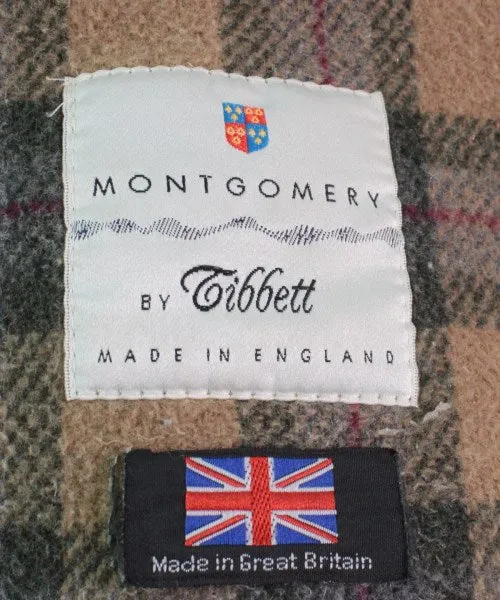 MONTGOMERY
BY Tibbett
MADE IN ENGLAND
Made in Great Britain